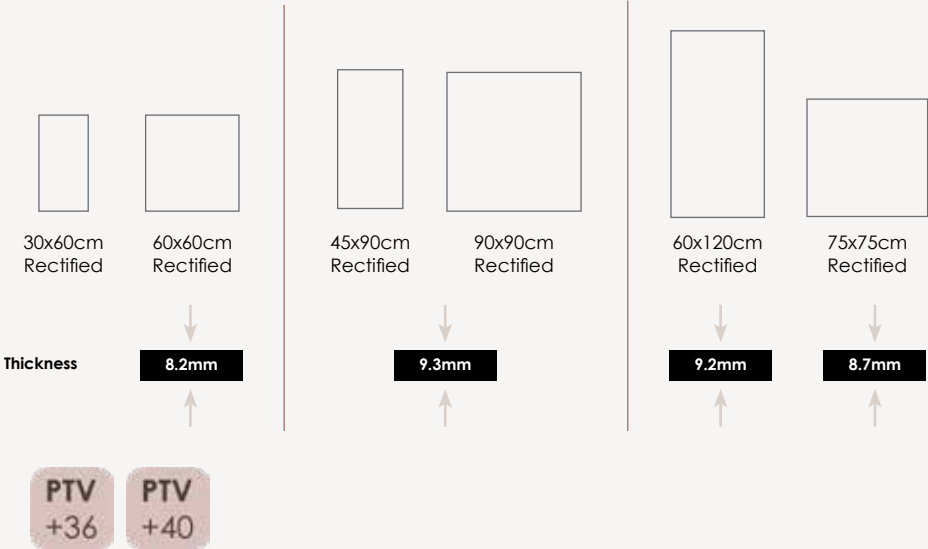 30x60cm
Rectified
60x60cm
Rectified
45x90cm
Rectified
90x90cm
Rectified
60x120cm
Rectified
75x75cm
Rectified
Thickness
8.2mm
9.3mm
9.2mm
8.7mm
PTV
+36
PTV
+40